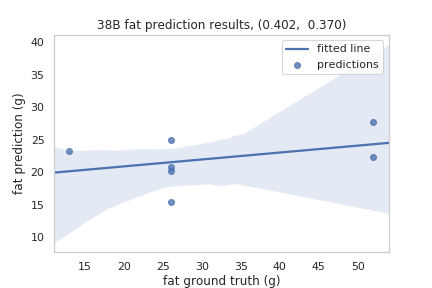 38B fat prediction results, (0.402,  0.370)
fitted line
predictions
40
35
30
25
20
15
10
fat prediction (g)
15 20 25 30 35 40 45 50
fat ground truth (g)